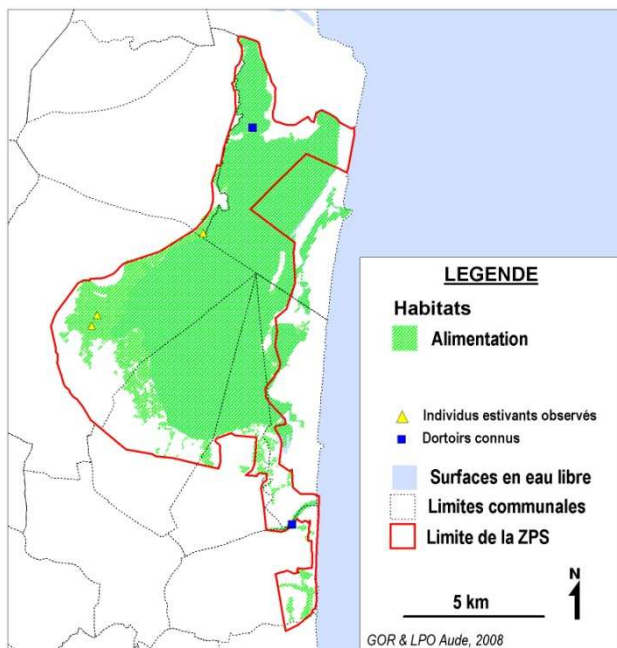 LEGENDE
Habitats
Alimentation
Individus estivants observés
Dortoirs connus
Surfaces en eau libre
Limites communales
Limite de la ZPS
N
5 km
GOR & LPO Aude, 2008